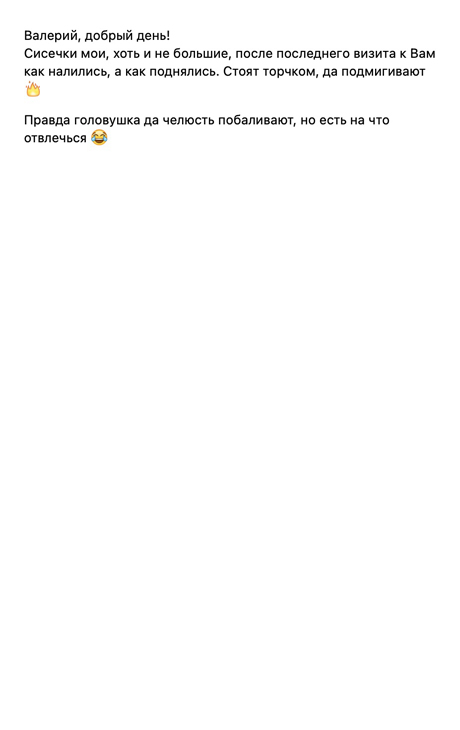 Валерий, добрый день!
Сисечки мои, хоть и не большие, после последнего визита к Вам
как налились, а как поднялись. Стоят торчком, да подмигивают
🔥
Правда головушка да челюсть побаливают, но есть на что
отвлечься 😂